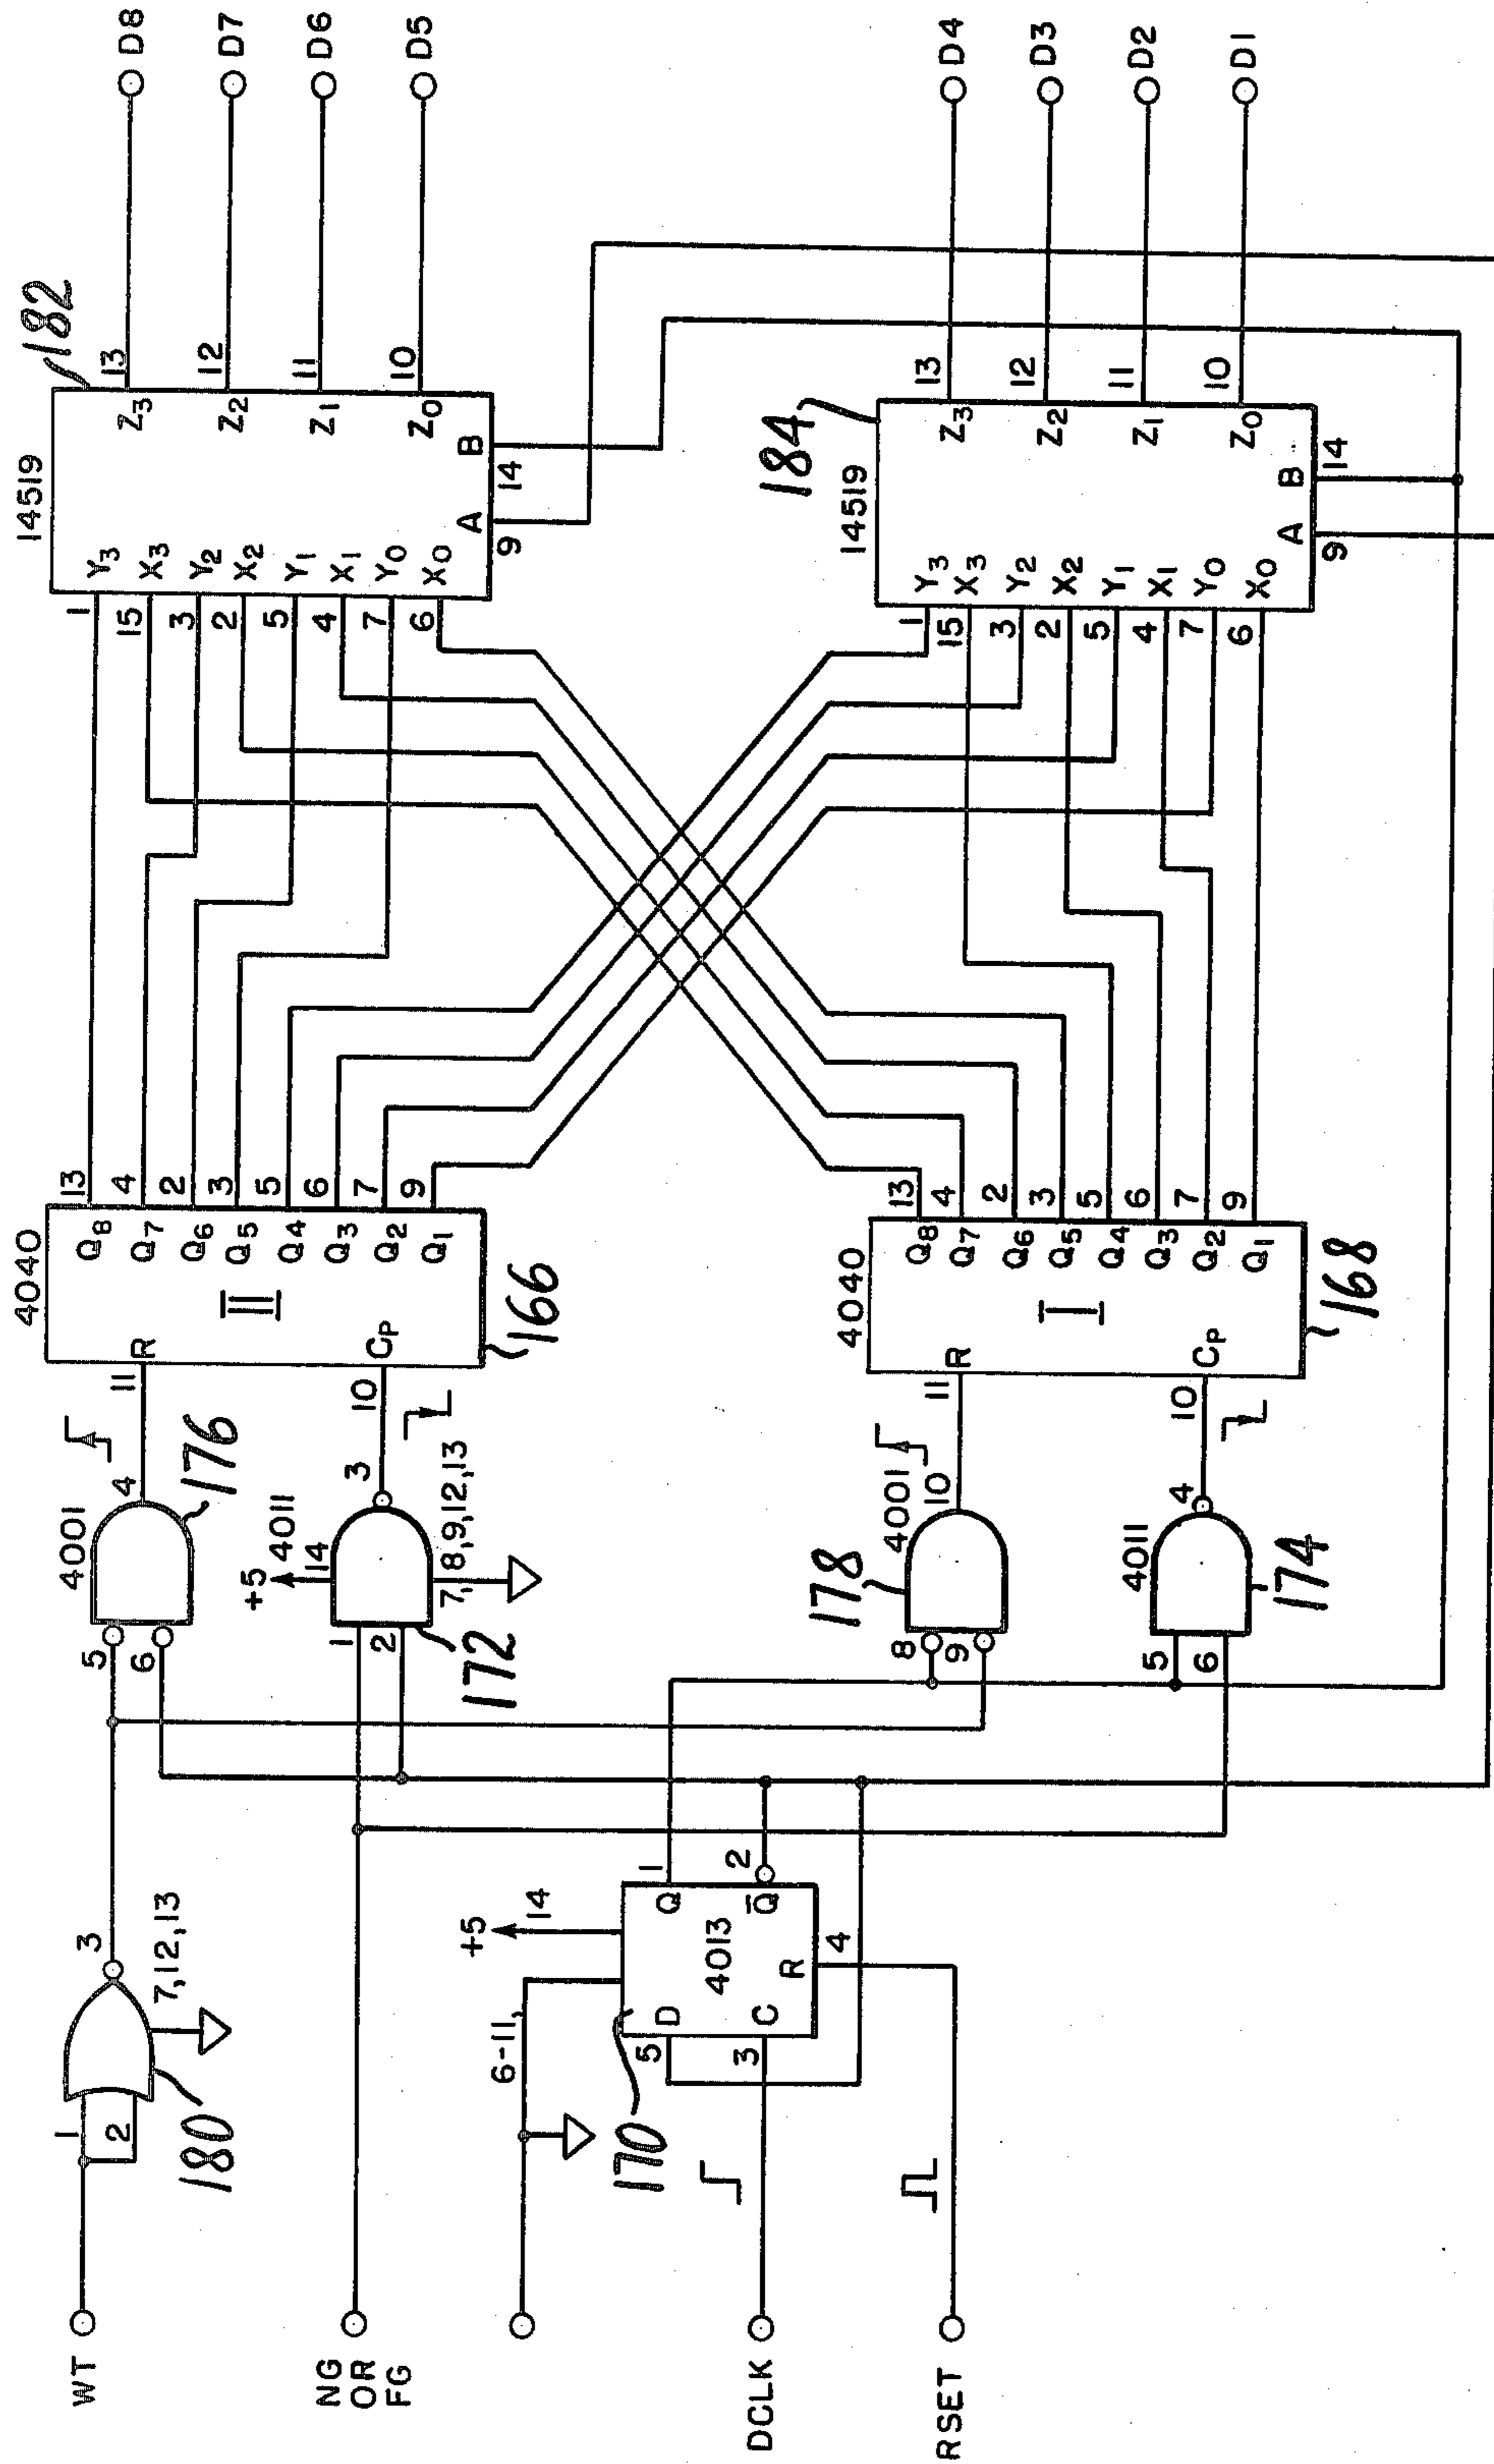 WT
1
2
180
3
7,12,13
5
6
4001
4
176
11
R
4040
II
Q8
Q7
Q6
Q5
Q4
Q3
Q2
Q1
CP
166
13
4
2
3
5
6
7
9
1
15
3
2
5
4
7
6
14519
Y3
X3
Y2
X2
Y1
X1
Y0
X0
A
B
9
14
Z3
Z2
Z1
Z0
182
13
12
11
10
D8
D7
D6
D5
NG
OR
FG
+5
14
4011
1
2
172
3
7,8,9,12,13
10
6-11,
170
+5
14
D
C
4013
R
Q
Q̄
5
3
4
1
2
DCLK
RSET
8
9
178
4001
10
11
5
6
4011
174
4
10
R
4040
I
CP
168
Q8
Q7
Q6
Q5
Q4
Q3
Q2
Q1
13
4
2
3
5
6
7
9
1
15
3
2
5
4
7
6
14519
184
Y3
X3
Y2
X2
Y1
X1
Y0
X0
A
B
9
14
Z3
Z2
Z1
Z0
13
12
11
10
D4
D3
D2
D1